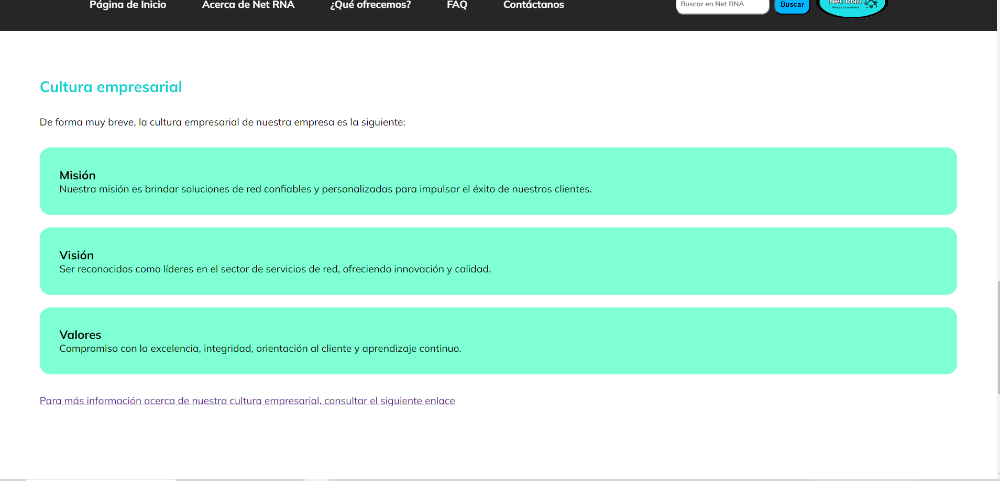 Página de Inicio Acerca de Net RNA ¿Qué ofrecemos? FAQ Contáctanos Buscar en Net RNA Buscar Net RNA
Always connected
Cultura empresarial
De forma muy breve, la cultura empresarial de nuestra empresa es la siguiente:
Misión
Nuestra misión es brindar soluciones de red confiables y personalizadas para impulsar el éxito de nuestros clientes.
Visión
Ser reconocidos como líderes en el sector de servicios de red, ofreciendo innovación y calidad.
Valores
Compromiso con la excelencia, integridad, orientación al cliente y aprendizaje continuo.
Para más información acerca de nuestra cultura empresarial, consultar el siguiente enlace